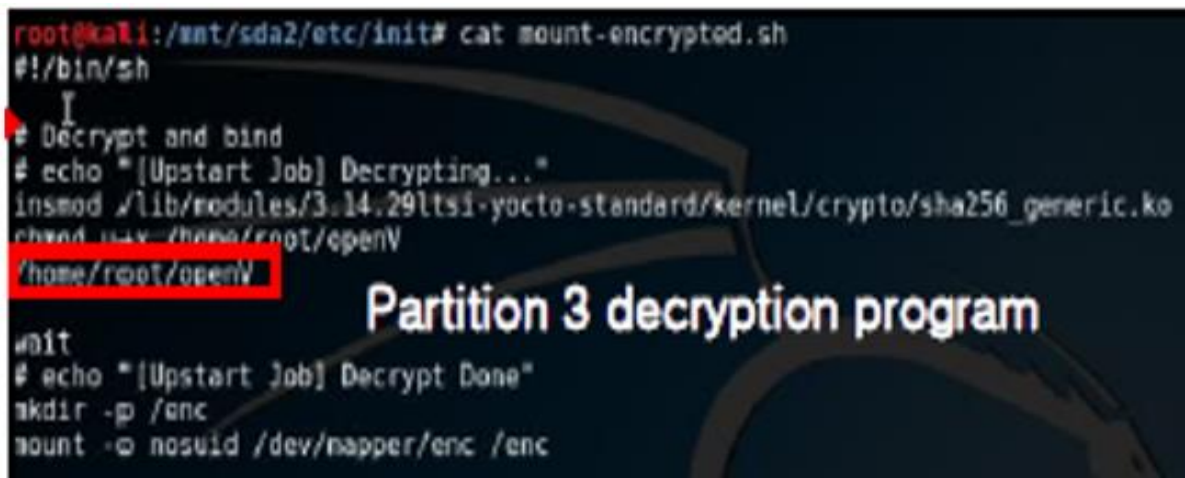 root@kali:/mnt/sda2/etc/init# cat mount-encrypted.sh
#!/bin/sh
# Decrypt and bind
# echo "[Upstart Job] Decrypting..."
insmod /lib/modules/3.14.29ltsi-yocto-standard/kernel/crypto/sha256_generic.ko
chmod u+x /home/root/openV
/home/root/openV
Partition 3 decryption program
wait
# echo "[Upstart Job] Decrypt Done"
mkdir -p /enc
mount -o nosuid /dev/mapper/enc /enc